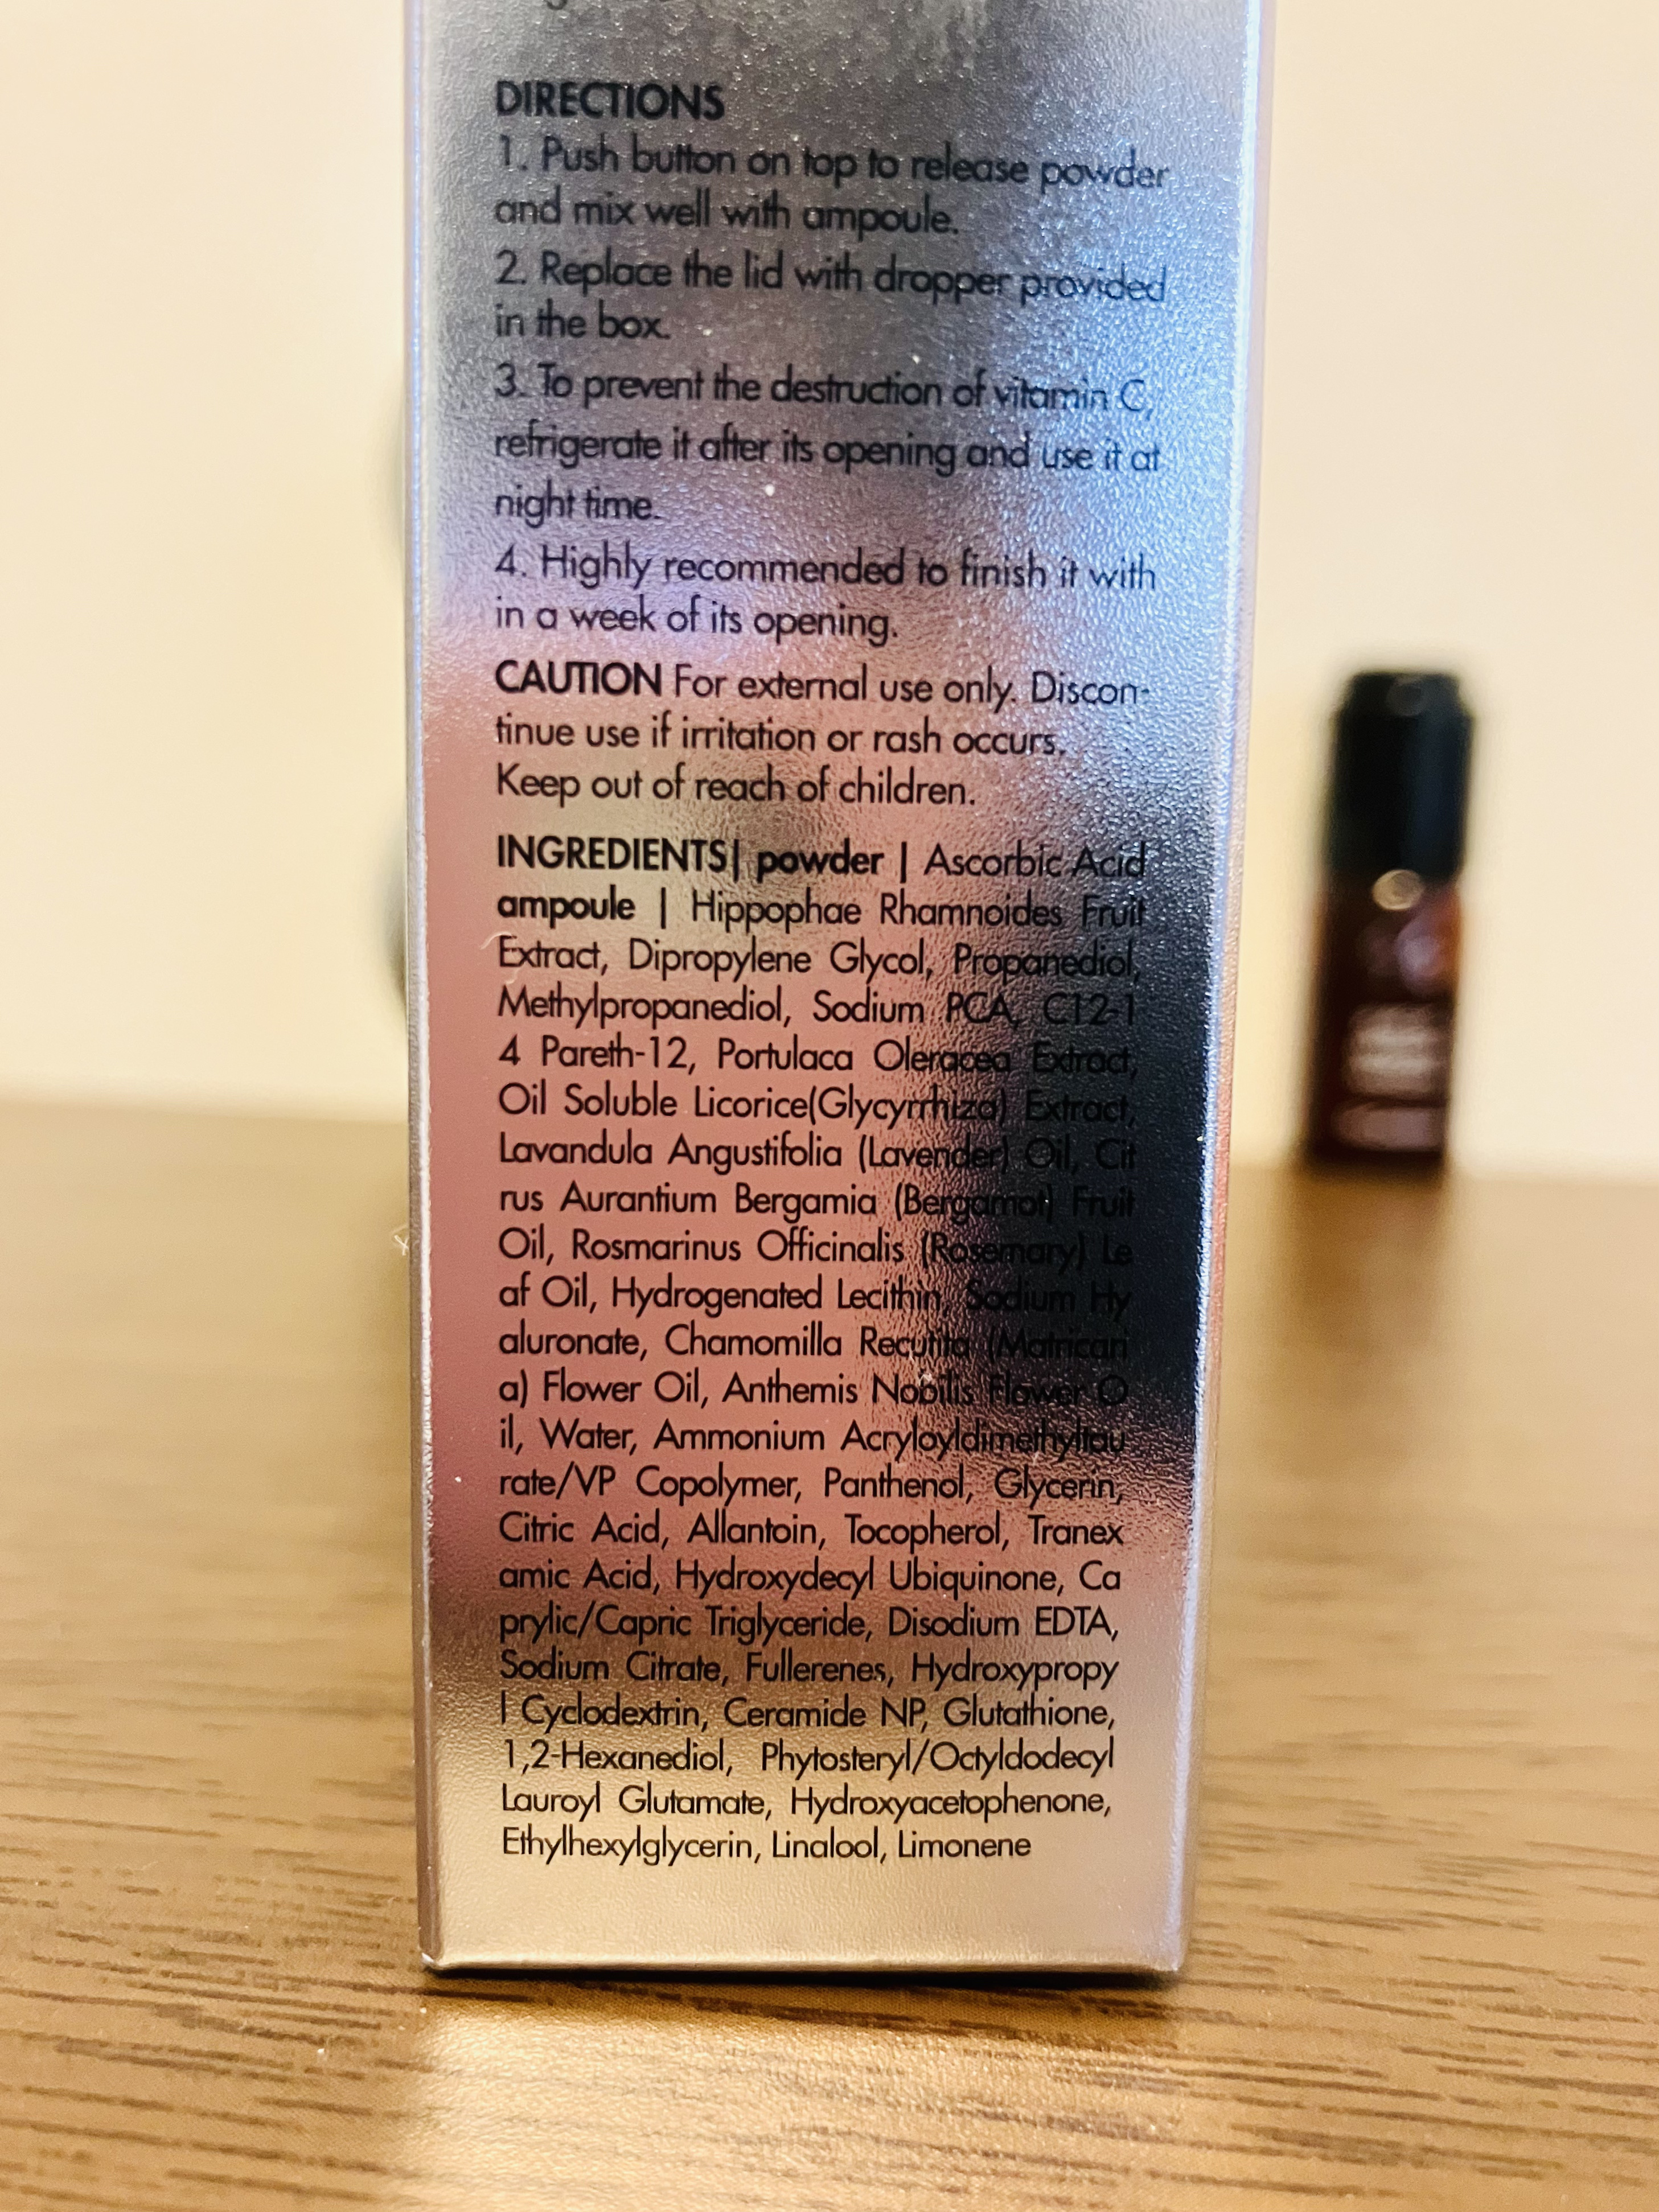 DIRECTIONS
1. Push button on top to release powder
and mix well with ampoule.
2. Replace the lid with dropper provided
in the box.
3. To prevent the destruction of vitamin C,
refrigerate it after its opening and use it at
night time.
4. Highly recommended to finish it with
in a week of its opening.
CAUTION For external use only. Discon-
tinue use if irritation or rash occurs.
Keep out of reach of children.
INGREDIENTS| powder | Ascorbic Acid
ampoule | Hippophae Rhamnoides Fruit
Extract, Dipropylene Glycol, Propanediol,
Methylpropanediol, Sodium PCA, C12-1
4 Pareth-12, Portulaca Oleracea Extract,
Oil Soluble Licorice(Glycyrrhiza) Extract,
Lavandula Angustifolia (Lavender) Oil, Cit
rus Aurantium Bergamia (Bergamot) Fruit
Oil, Rosmarinus Officinalis (Rosemary) Le
af Oil, Hydrogenated Lecithin, Sodium Hy
aluronate, Chamomilla Recutita (Matricari
a) Flower Oil, Anthemis Nobilis Flower O
il, Water, Ammonium Acryloyldimethyltau
rate/VP Copolymer, Panthenol, Glycerin,
Citric Acid, Allantoin, Tocopherol, Tranex
amic Acid, Hydroxydecyl Ubiquinone, Ca
prylic/Capric Triglyceride, Disodium EDTA,
Sodium Citrate, Fullerenes, Hydroxypropy
l Cyclodextrin, Ceramide NP, Glutathione,
1,2-Hexanediol, Phytosteryl/Octyldodecyl
Lauroyl Glutamate, Hydroxyacetophenone,
Ethylhexylglycerin, Linalool, Limonene